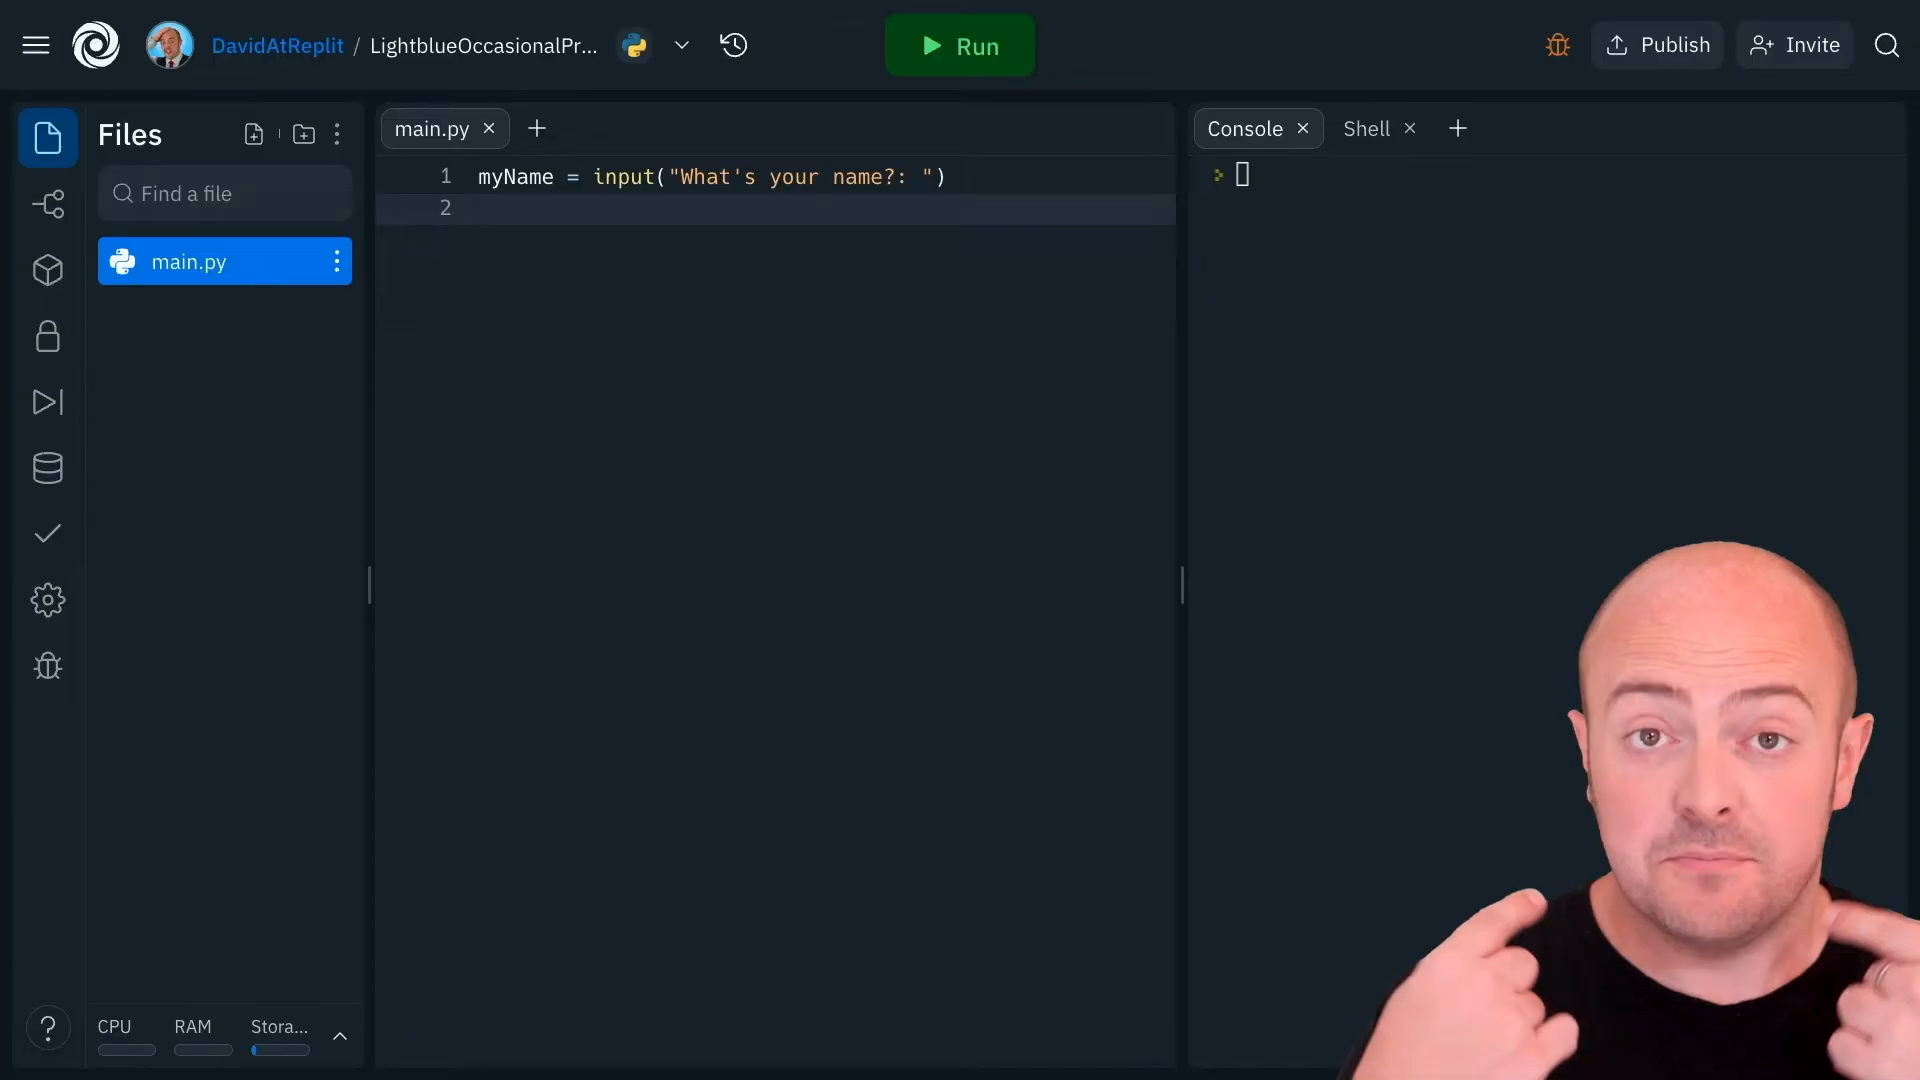 DavidAtReplit / LightblueOccasionalPr...
Run
Publish
Invite
Files
Find a file
main.py
CPU
RAM
Stora...
main.py
1 myName = input("What's your name?: ")
2
Console
Shell